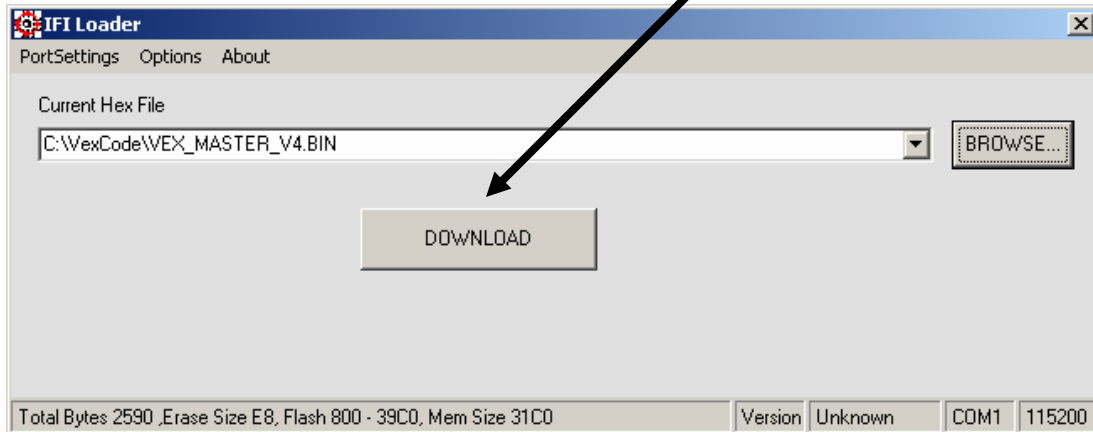 IFI Loader
PortSettings Options About
Current Hex File
C:\VexCode\VEX_MASTER_V4.BIN
BROWSE...
DOWNLOAD
Total Bytes 2590 ,Erase Size E8, Flash 800 - 39C0, Mem Size 31C0 Version Unknown COM1 115200